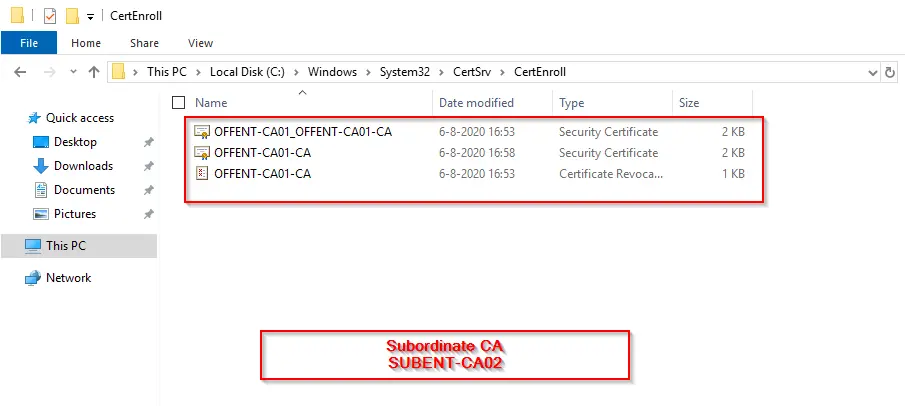 CertEnroll
File Home Share View
This PC > Local Disk (C:) > Windows > System32 > CertSrv > CertEnroll
Name Date modified Type Size
Quick access
Desktop
Downloads
Documents
Pictures
This PC
Network
OFFENT-CA01_OFFENT-CA01-CA 6-8-2020 16:53 Security Certificate 2 KB
OFFENT-CA01-CA 6-8-2020 16:58 Security Certificate 2 KB
OFFENT-CA01-CA 6-8-2020 16:53 Certificate Revoca... 1 KB
Subordinate CA
SUBENT-CA02